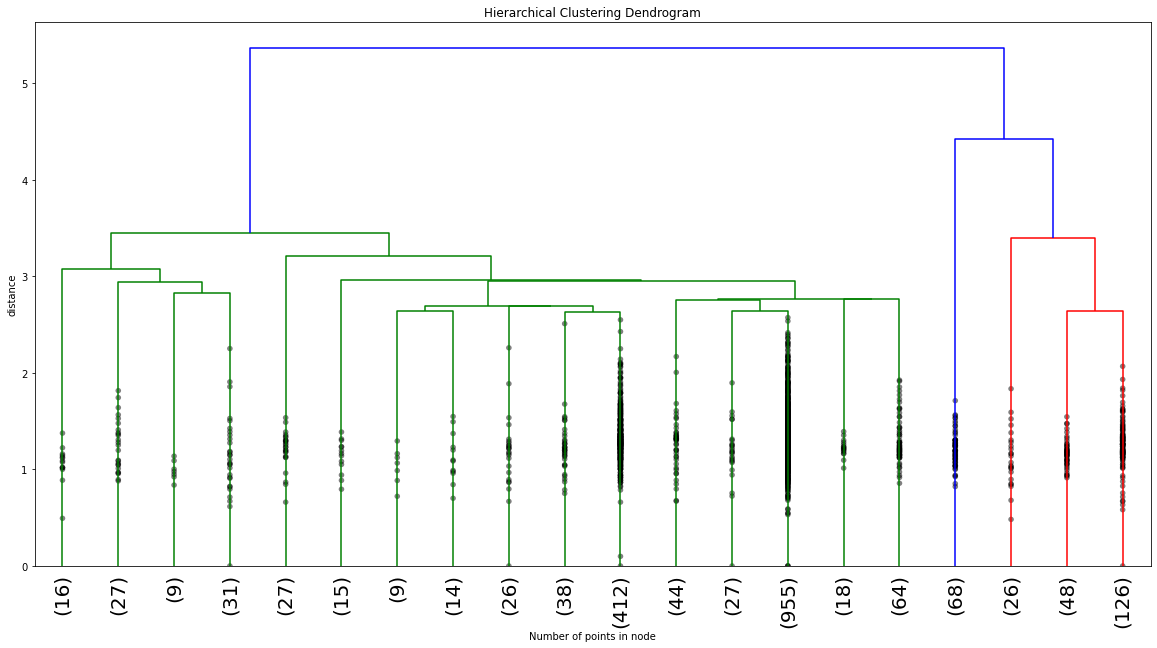 Hierarchical Clustering Dendrogram
distance
5
4
3
2
1
0
(16) (27) (9) (31) (27) (15) (9) (14) (26) (38) (412) (44) (27) (955) (18) (64) (68) (26) (48) (126)
Number of points in node